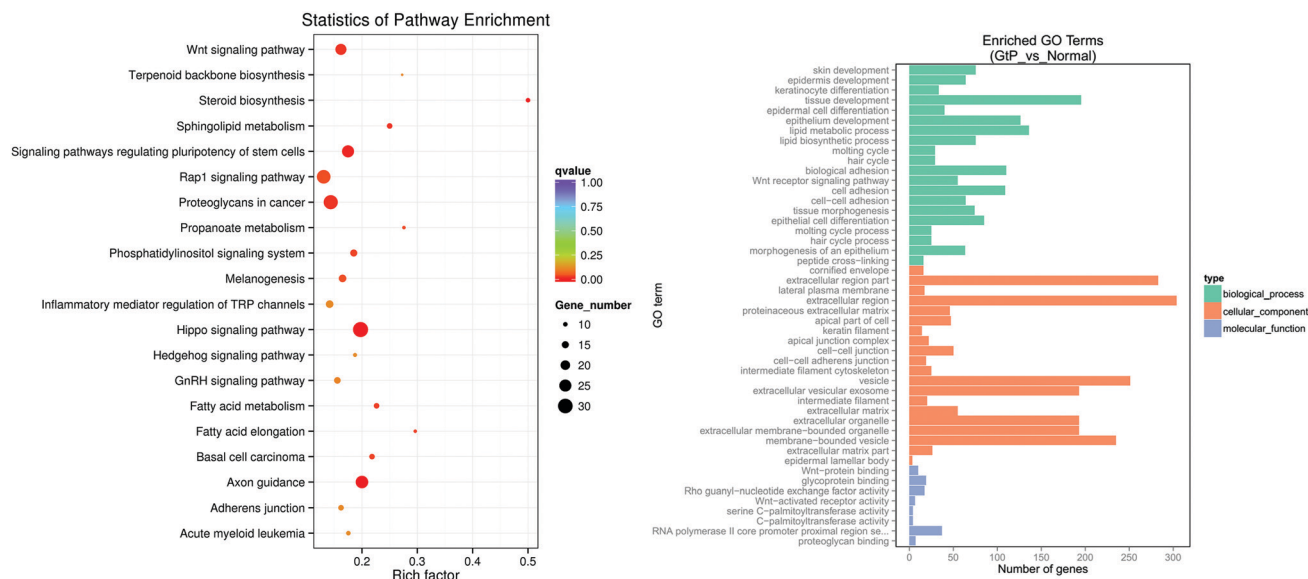 Statistics of Pathway Enrichment
Wnt signaling pathway
Terpenoid backbone biosynthesis
Steroid biosynthesis
Sphingolipid metabolism
Signaling pathways regulating pluripotency of stem cells
Rap1 signaling pathway
Proteoglycans in cancer
Propanoate metabolism
Phosphatidylinositol signaling system
Melanogenesis
Inflammatory mediator regulation of TRP channels
Hippo signaling pathway
Hedgehog signaling pathway
GnRH signaling pathway
Fatty acid metabolism
Fatty acid elongation
Basal cell carcinoma
Axon guidance
Adherens junction
Acute myeloid leukemia
0.2 0.3 0.4 0.5
Rich factor
qvalue
1.00
0.75
0.50
0.25
0.00
Gene_number
10
15
20
25
30
Enriched GO Terms
(GtP_vs_Normal)
GO term
skin development
epidermis development
keratinocyte differentiation
tissue development
epidermal cell differentiation
epithelium development
lipid metabolic process
lipid biosynthetic process
molting cycle
hair cycle
biological adhesion
Wnt receptor signaling pathway
cell adhesion
cell−cell adhesion
tissue morphogenesis
epithelial cell differentiation
molting cycle process
hair cycle process
morphogenesis of an epithelium
peptide cross−linking
cornified envelope
extracellular region part
lateral plasma membrane
extracellular region
proteinaceous extracellular matrix
apical part of cell
keratin filament
apical junction complex
cell−cell junction
cell−cell adherens junction
intermediate filament cytoskeleton
vesicle
extracellular vesicular exosome
intermediate filament
extracellular matrix
extracellular organelle
extracellular membrane−bounded organelle
membrane−bounded vesicle
extracellular matrix part
epidermal lamellar body
Wnt−protein binding
glycoprotein binding
Rho guanyl−nucleotide exchange factor activity
Wnt−activated receptor activity
serine C−palmitoyltransferase activity
C−palmitoyltransferase activity
RNA polymerase II core promoter proximal region se...
proteoglycan binding
0 50 100 150 200 250 300
Number of genes
type
biological_process
cellular_component
molecular_function